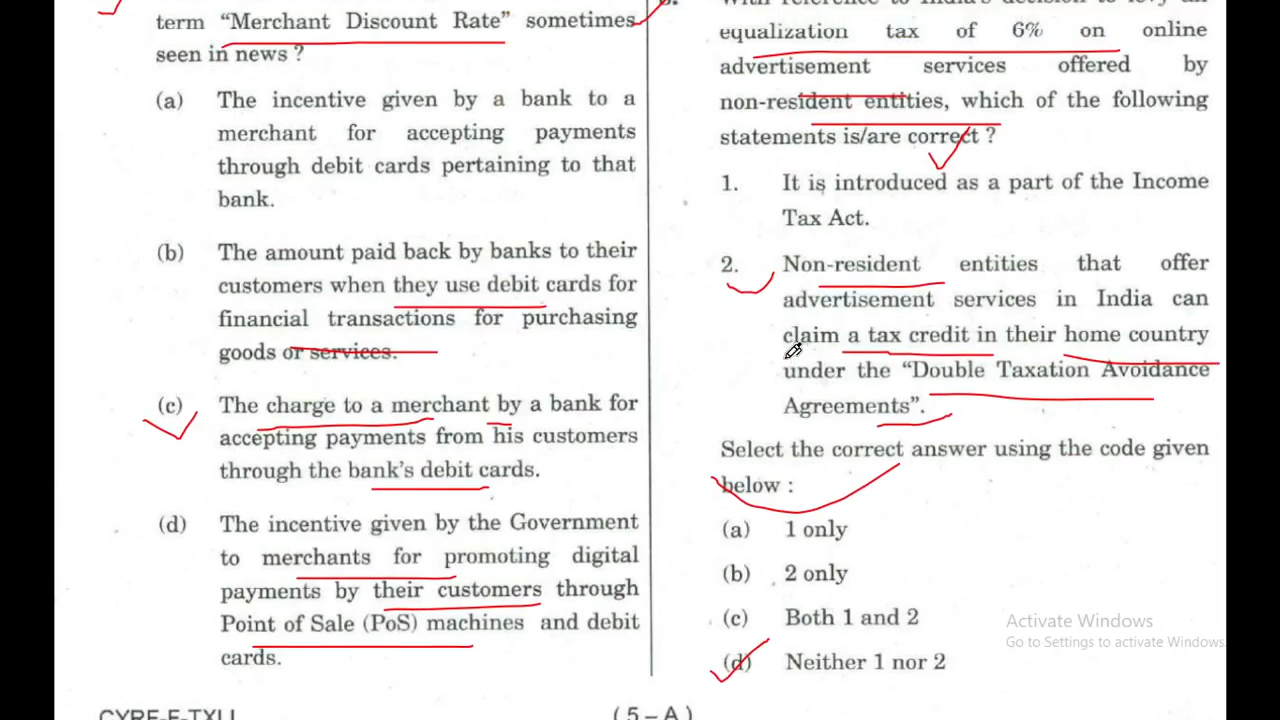 term “Merchant Discount Rate” sometimes
seen in news ?
(a) The incentive given by a bank to a
merchant for accepting payments
through debit cards pertaining to that
bank.
(b) The amount paid back by banks to their
customers when they use debit cards for
financial transactions for purchasing
goods or services.
(c) The charge to a merchant by a bank for
accepting payments from his customers
through the bank’s debit cards.
(d) The incentive given by the Government
to merchants for promoting digital
payments by their customers through
Point of Sale (PoS) machines and debit
cards.
With reference to India's decision to levy an
equalization tax of 6% on online
advertisement services offered by
non-resident entities, which of the following
statements is/are correct ?
1. It is introduced as a part of the Income
Tax Act.
2. Non-resident entities that offer
advertisement services in India can
claim a tax credit in their home country
under the “Double Taxation Avoidance
Agreements”.
Select the correct answer using the code given
below :
(a) 1 only
(b) 2 only
(c) Both 1 and 2
(d) Neither 1 nor 2
Activate Windows
Go to Settings to activate Windows.
( 5 – A )